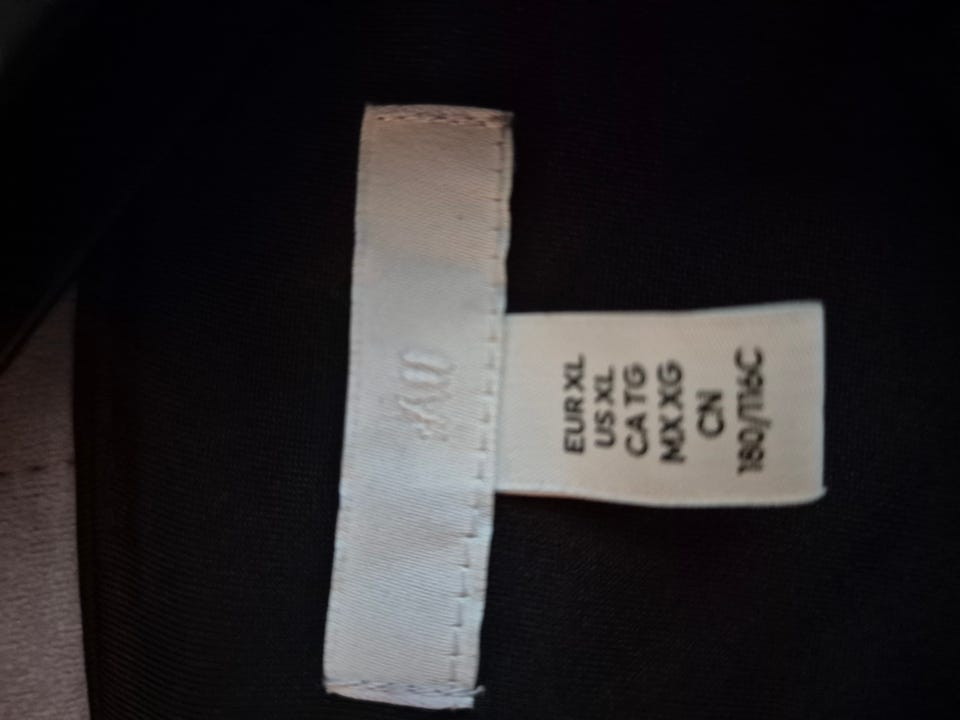 H&M
EUR XL
US XL
CA TG
MX XG
CN
180/116C